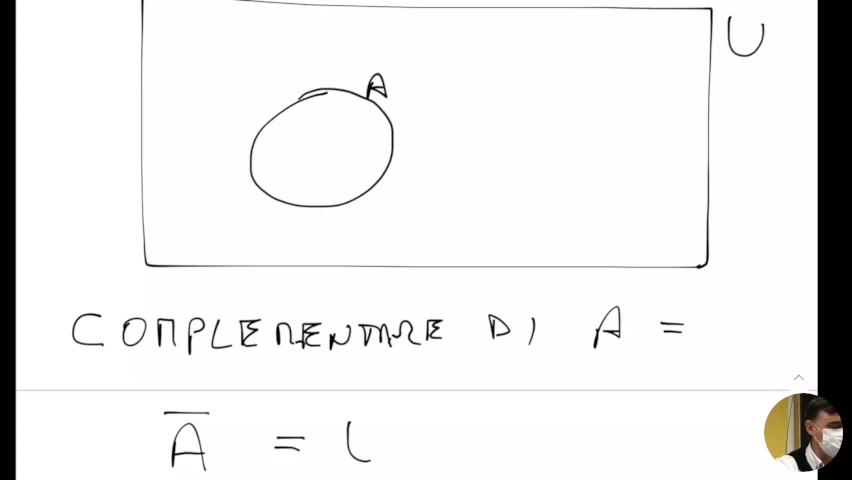 U
A
COMPLEMENTARE DI A =
A̅ =